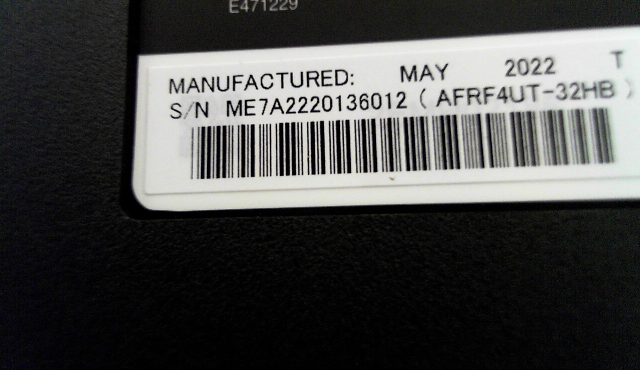 E471229
MANUFACTURED: MAY 2022 T
S/N ME7A2220136012 ( AFRF4UT-32HB )